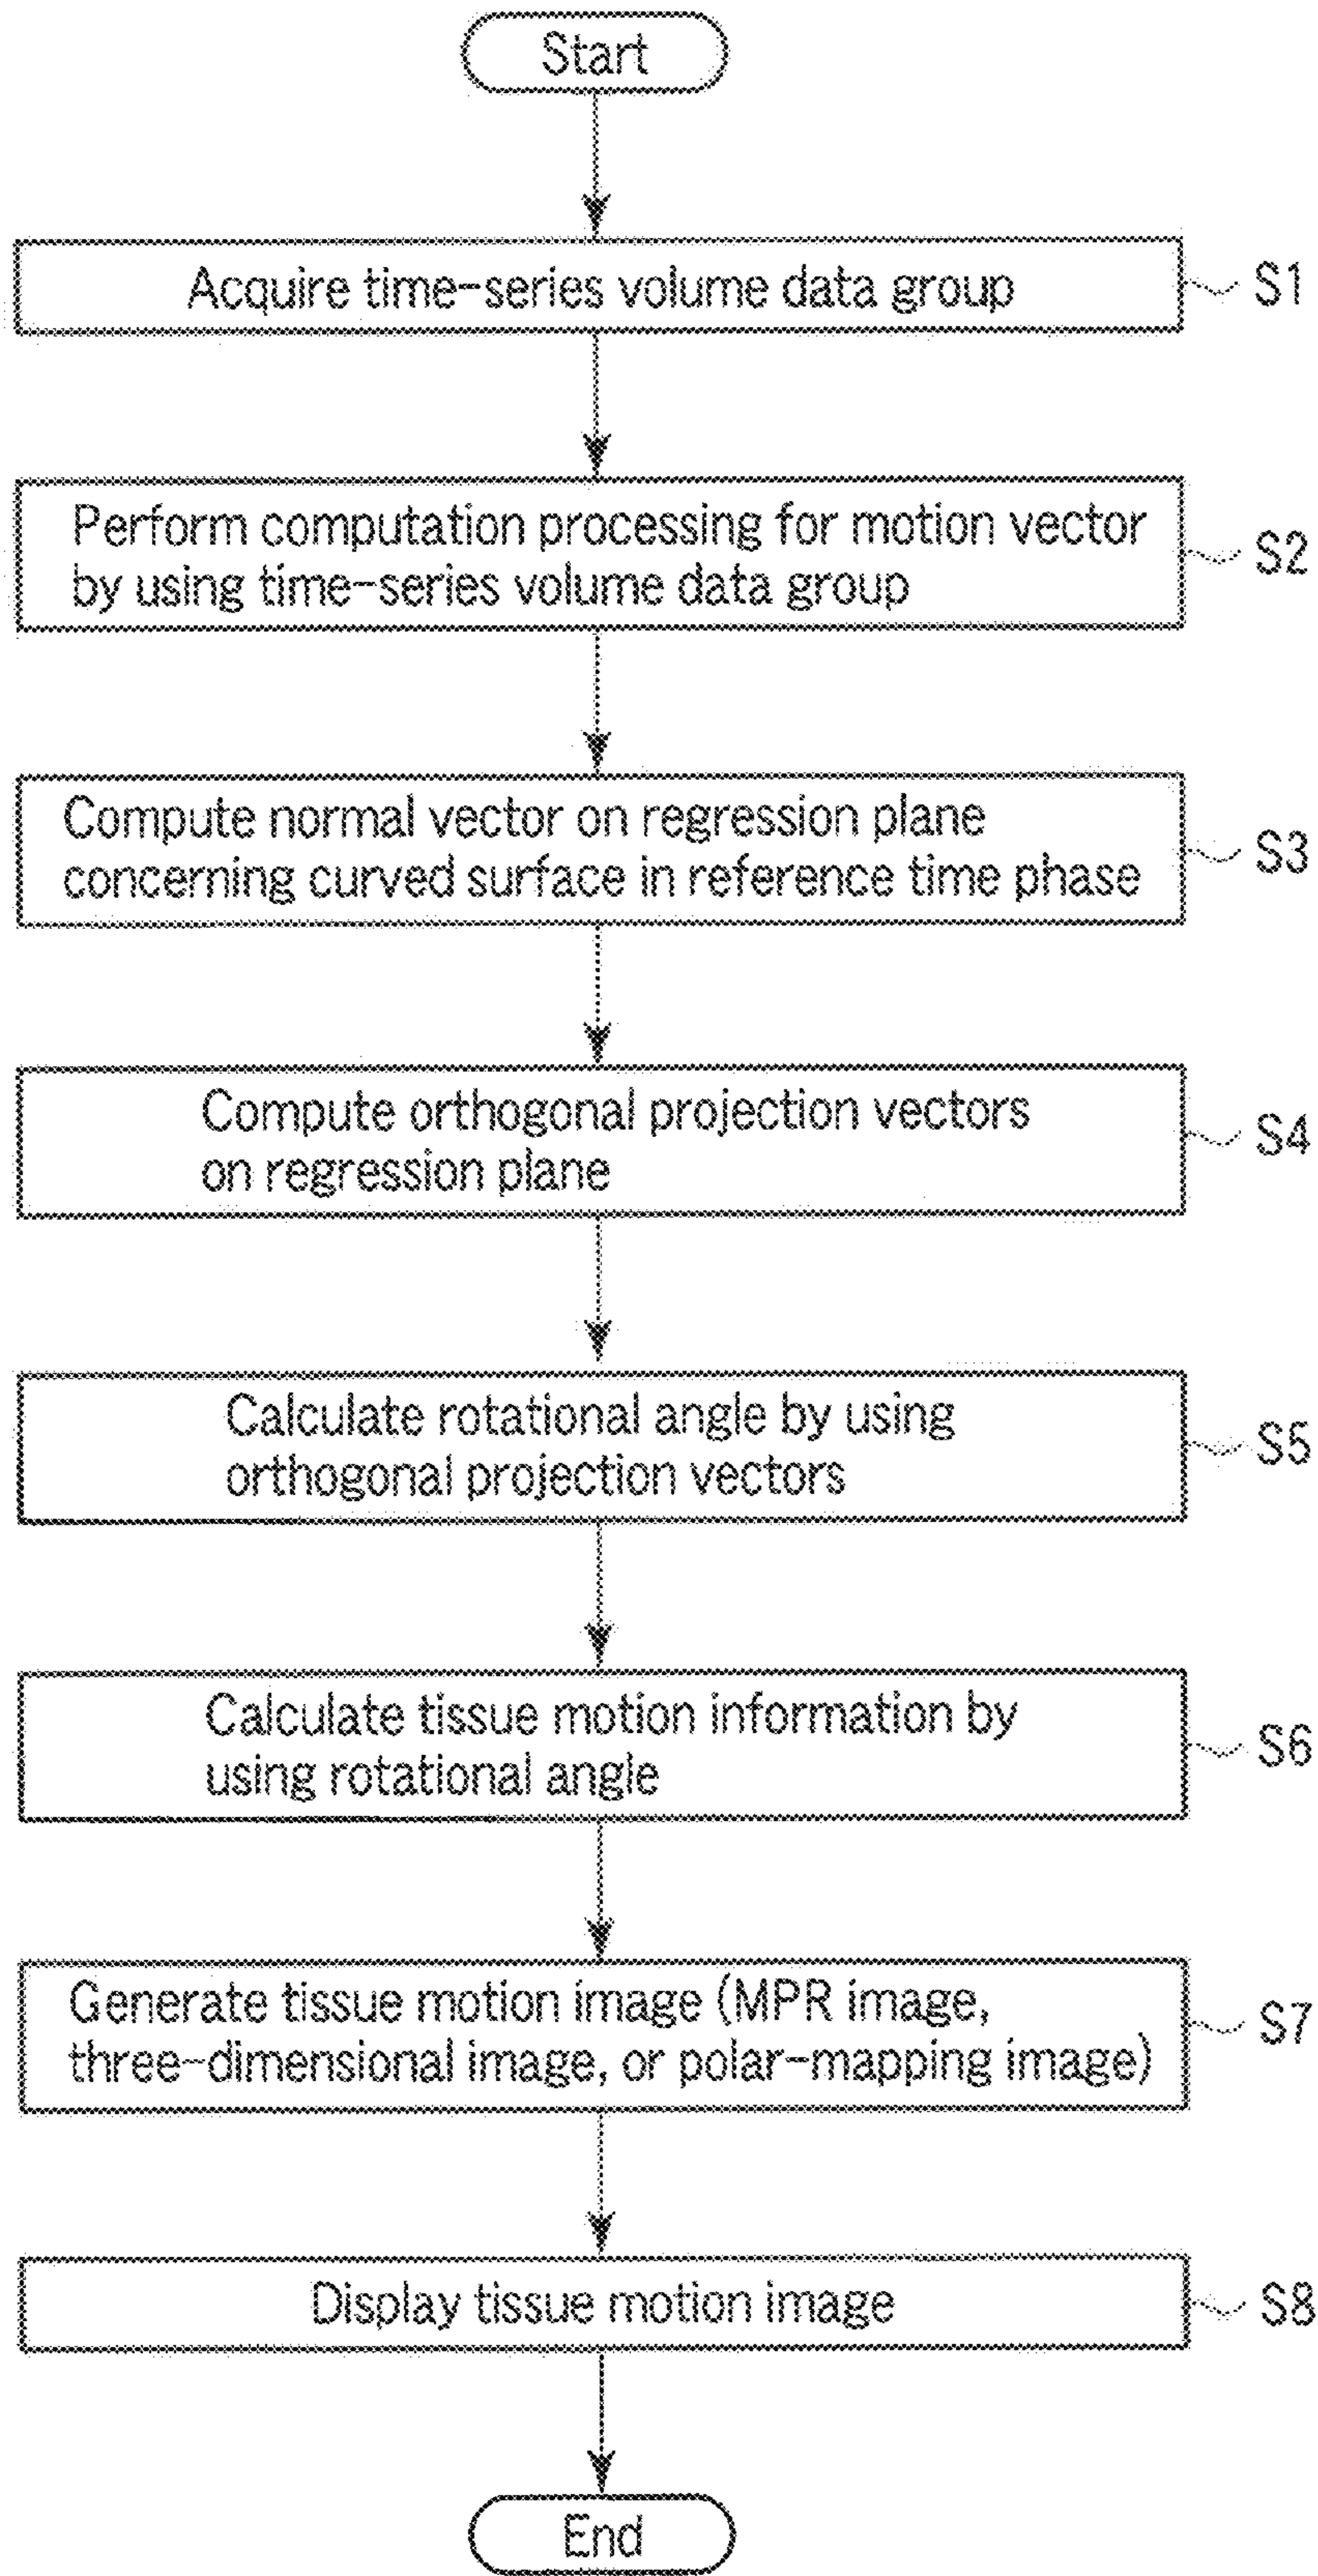 Start
Acquire time-series volume data group
S1
Perform computation processing for motion vector
by using time-series volume data group
S2
Compute normal vector on regression plane
concerning curved surface in reference time phase
S3
Compute orthogonal projection vectors
on regression plane
S4
Calculate rotational angle by using
orthogonal projection vectors
S5
Calculate tissue motion information by
using rotational angle
S6
Generate tissue motion image (MPR image,
three-dimensional image, or polar-mapping image)
S7
Display tissue motion image
S8
End